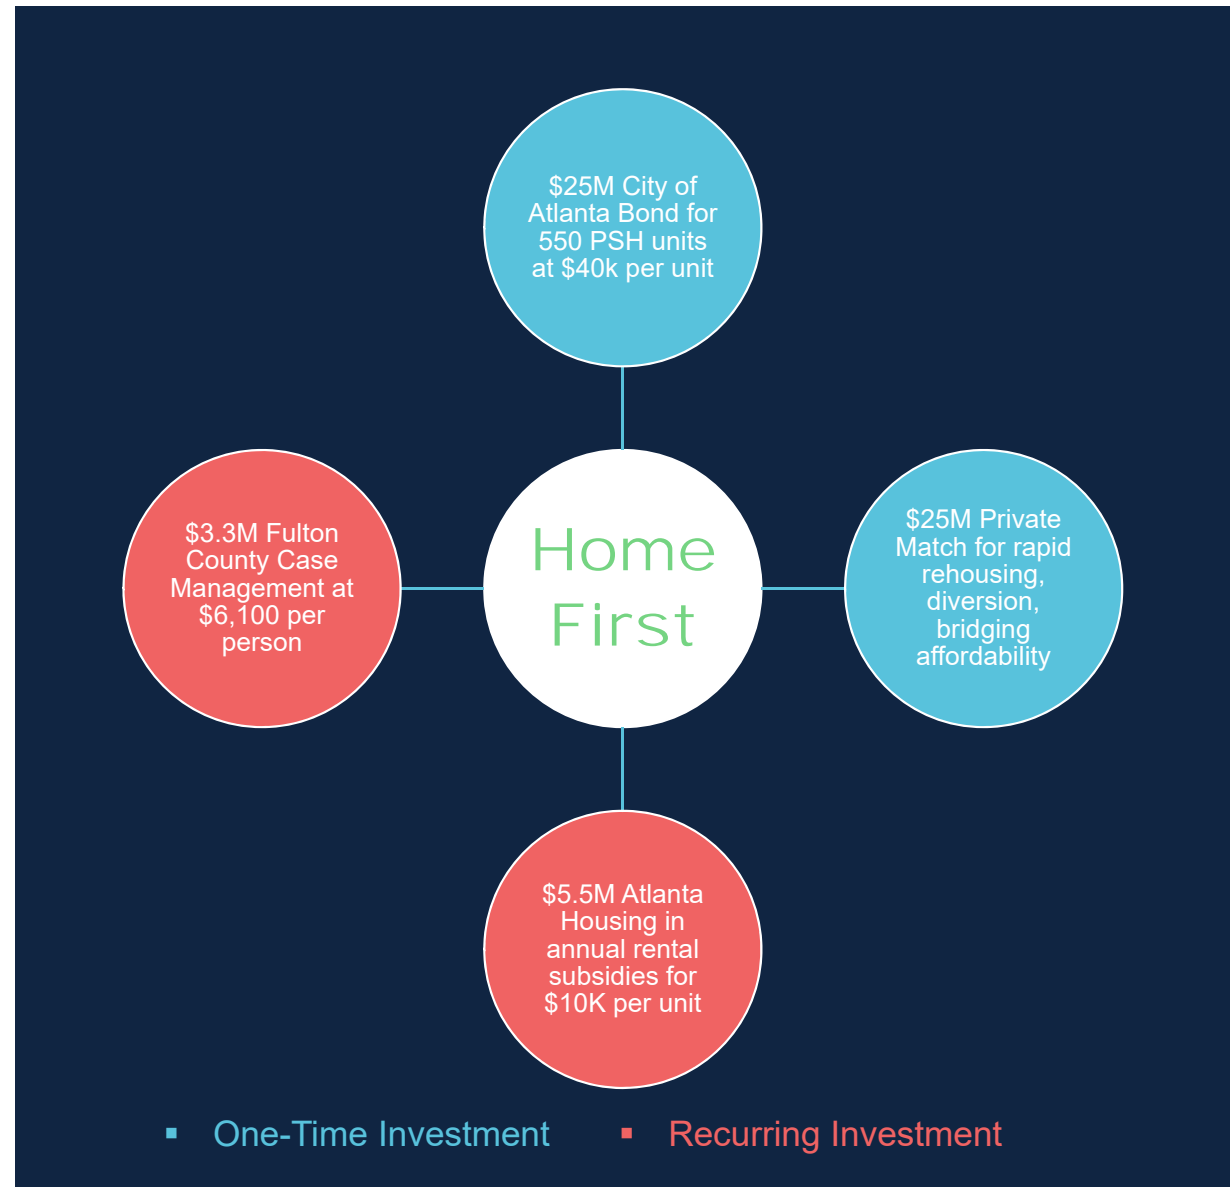 $25M City of
Atlanta Bond for
550 PSH units
at $40k per unit
$3.3M Fulton
County Case
Management at
$6,100 per
person
Home
First
$25M Private
Match for rapid
rehousing,
diversion,
bridging
affordability
$5.5M Atlanta
Housing in
annual rental
subsidies for
$10K per unit
▪ One-Time Investment ▪ Recurring Investment